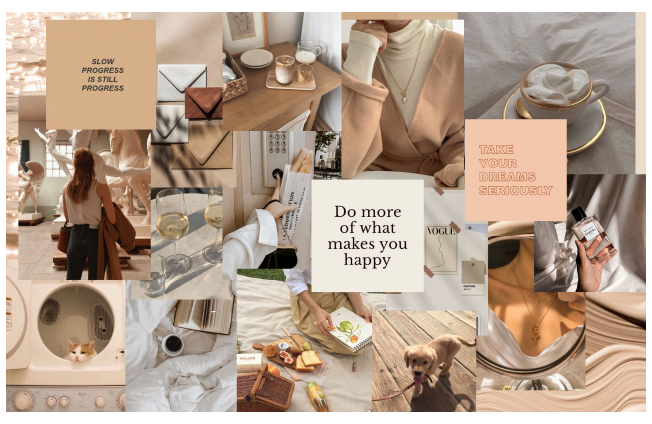 SLOW
PROGRESS
IS STILL
PROGRESS
TAKE
YOUR
DREAMS
SERIOUSLY
Do more
of what
makes you
happy
VOGUE